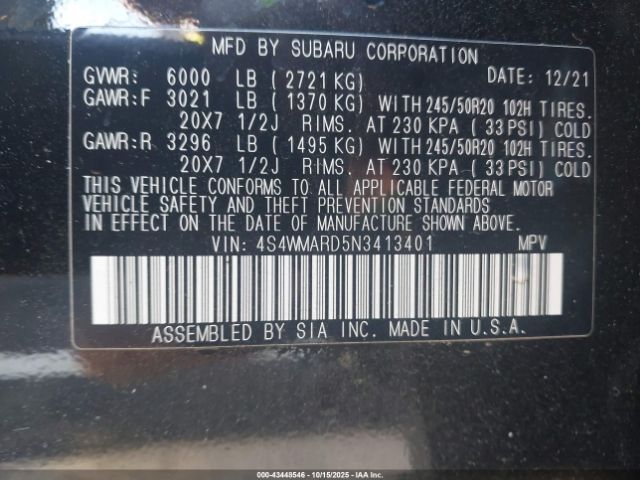 MFD BY SUBARU CORPORATION
GVWR: 6000 LB ( 2721 KG) DATE: 12/21
GAWR:F 3021 LB ( 1370 KG) WITH 245/50R20 102H TIRES.
20X7 1/2J RIMS. AT 230 KPA ( 33 PSI) COLD
GAWR:R 3296 LB ( 1495 KG) WITH 245/50R20 102H TIRES.
20X7 1/2J RIMS. AT 230 KPA ( 33 PSI) COLD
THIS VEHICLE CONFORMS TO ALL APPLICABLE FEDERAL MOTOR
VEHICLE SAFETY AND THEFT PREVENTION STANDARDS
IN EFFECT ON THE DATE OF MANUFACTURE SHOWN ABOVE.
VIN: 4S4WMARD5N3413401 MPV
ASSEMBLED BY SIA INC. MADE IN U.S.A.
000-43448546 - 10/15/2025 - IAA Inc.